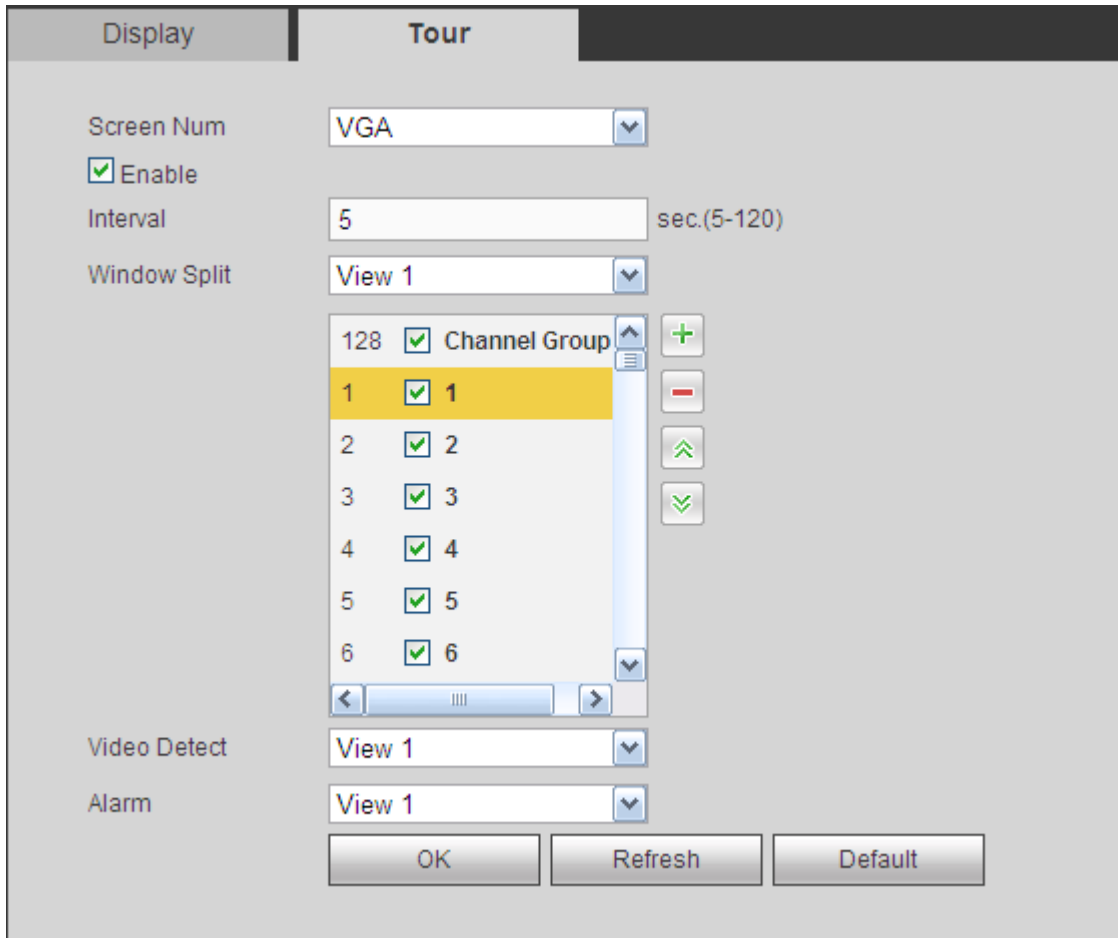 Display Tour
Screen Num VGA
Enable
Interval 5 sec.(5-120)
Window Split View 1
128 Channel Group
1 1
2 2
3 3
4 4
5 5
6 6
Video Detect View 1
Alarm View 1
OK Refresh Default